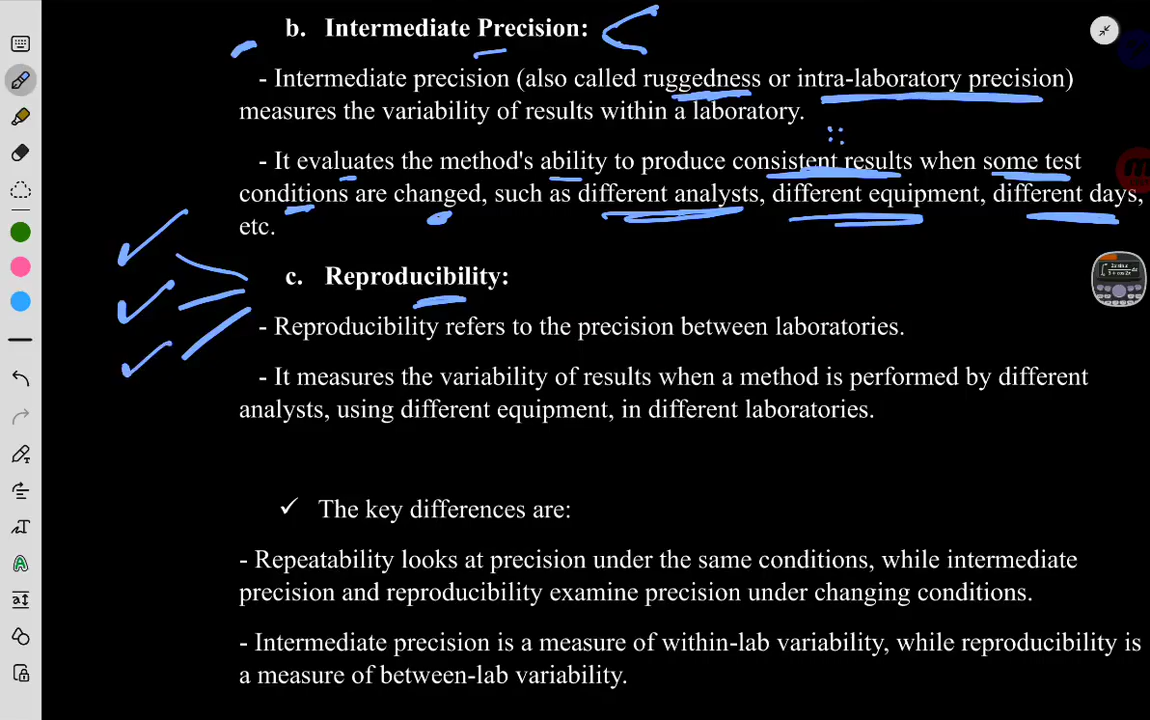 b. Intermediate Precision:
- Intermediate precision (also called ruggedness or intra-laboratory precision)
measures the variability of results within a laboratory.
- It evaluates the method's ability to produce consistent results when some test
conditions are changed, such as different analysts, different equipment, different days,
etc.
c. Reproducibility:
- Reproducibility refers to the precision between laboratories.
- It measures the variability of results when a method is performed by different
analysts, using different equipment, in different laboratories.
✓ The key differences are:
- Repeatability looks at precision under the same conditions, while intermediate
precision and reproducibility examine precision under changing conditions.
- Intermediate precision is a measure of within-lab variability, while reproducibility is
a measure of between-lab variability.